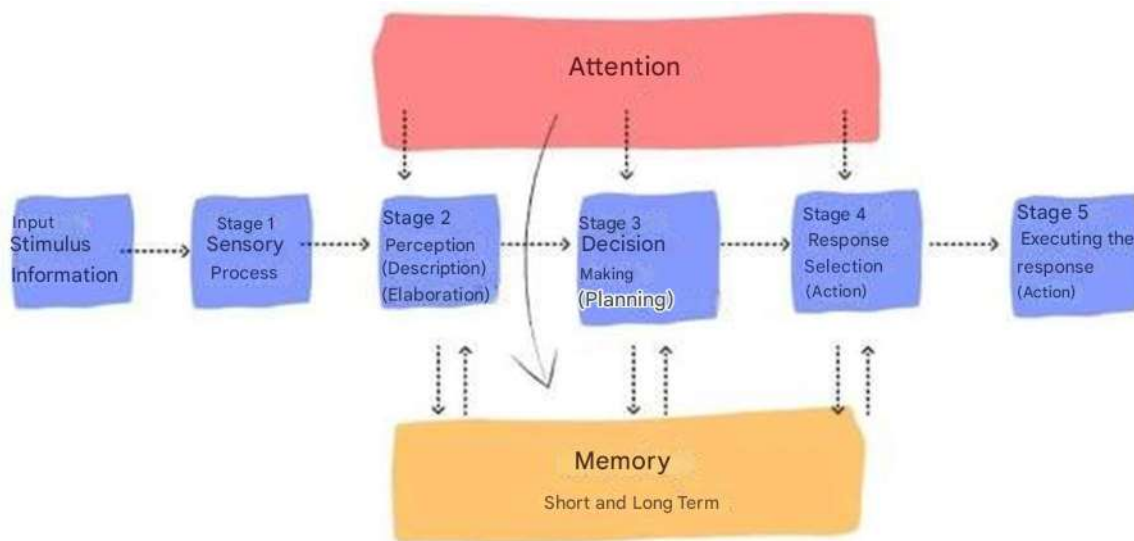 Attention
Input
Stimulus
Information
Stage 1
Sensory
Process
Stage 2
Perception
(Description)
(Elaboration)
Stage 3
Decision
Making
(Planning)
Stage 4
Response
Selection
(Action)
Stage 5
Executing the
response
(Action)
Memory
Short and Long Term